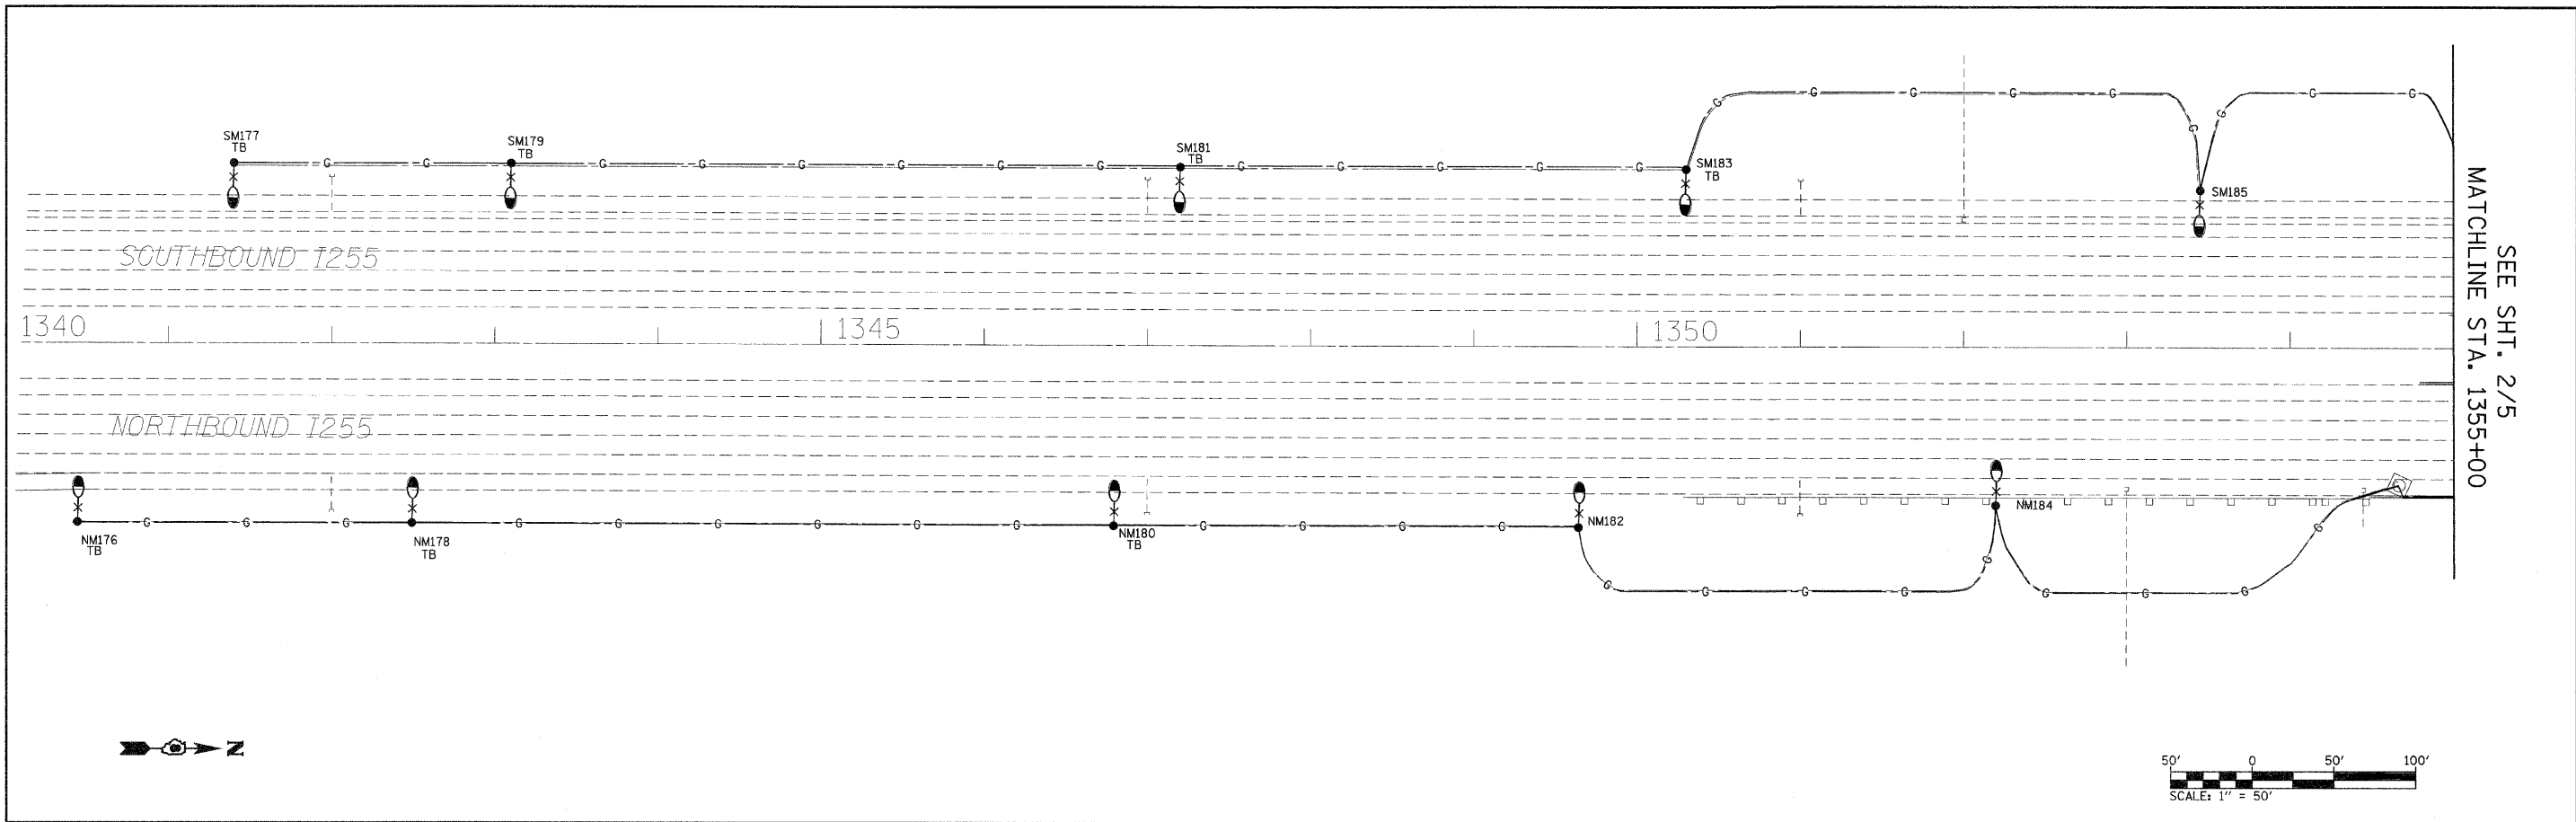 SM177
TB
SM179
TB
SM181
TB
SM183
TB
SM185
G G G G G G G G G G G G G G G G G G G G G G
SOUTHBOUND I255
1340
1345
1350
NORTHBOUND I255
NM176
TB
NM178
TB
NM180
TB
NM182
NM184
G G G G G G G G G G G G G G G G G G G G G G
SEE SHT. 2/5
MATCHLINE STA. 1355+00
N
50' 0 50' 100'
SCALE: 1" = 50'